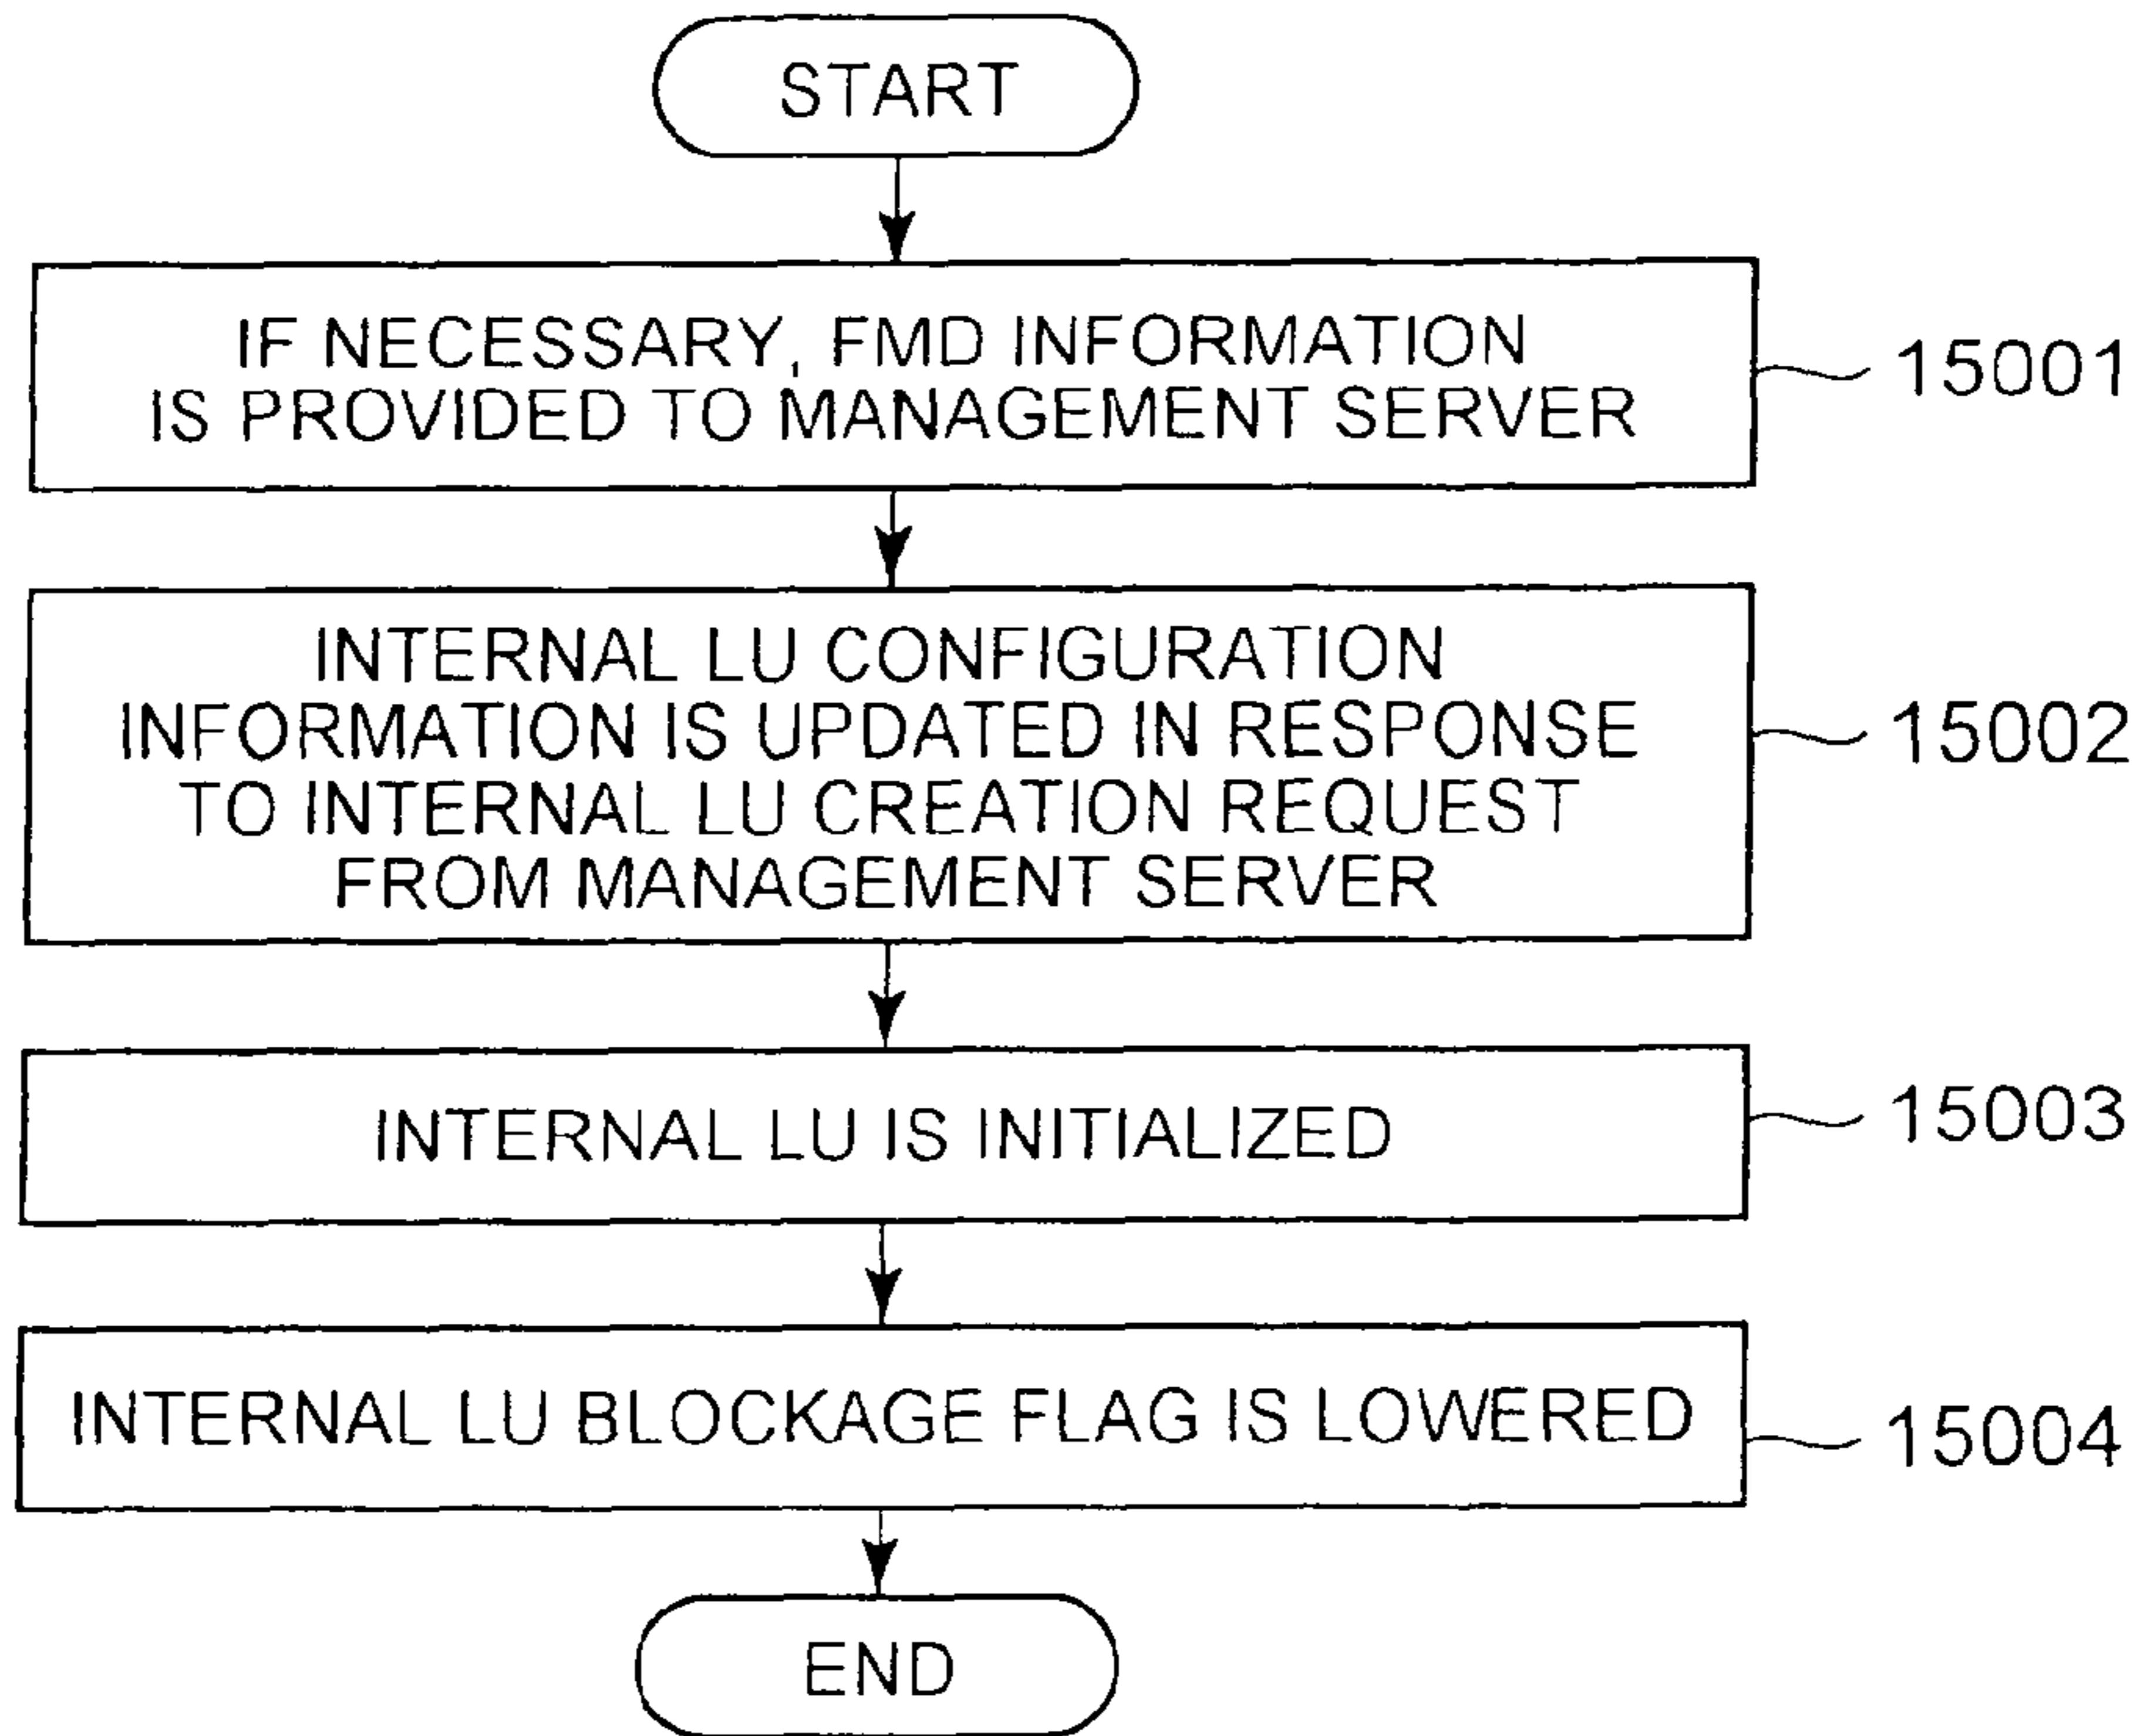 START
IF NECESSARY, FMD INFORMATION
IS PROVIDED TO MANAGEMENT SERVER
15001
INTERNAL LU CONFIGURATION
INFORMATION IS UPDATED IN RESPONSE
TO INTERNAL LU CREATION REQUEST
FROM MANAGEMENT SERVER
15002
INTERNAL LU IS INITIALIZED
15003
INTERNAL LU BLOCKAGE FLAG IS LOWERED
15004
END